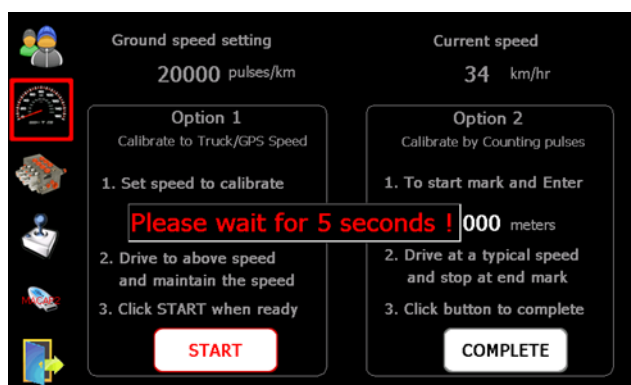 Ground speed setting
20000 pulses/km
Current speed
34 km/hr
Option 1
Calibrate to Truck/GPS Speed
1. Set speed to calibrate
2. Drive to above speed
and maintain the speed
3. Click START when ready
START
Option 2
Calibrate by Counting pulses
1. To start mark and Enter
000 meters
2. Drive at a typical speed
and stop at end mark
3. Click button to complete
COMPLETE
Please wait for 5 seconds !